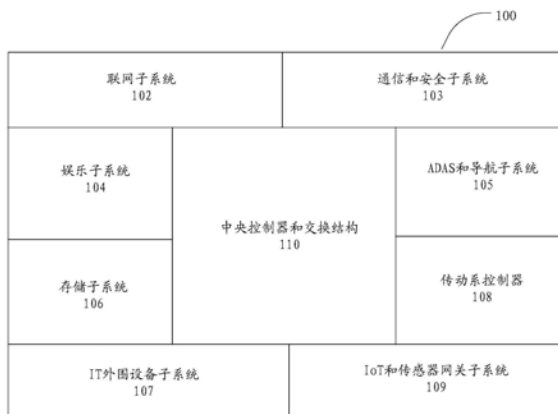 100
联网子系统
102
通信和安全子系统
103
娱乐子系统
104
中央控制器和交换结构
110
ADAS和导航子系统
105
存储子系统
106
传动系控制器
108
IT外围设备子系统
107
IoT和传感器网关子系统
109